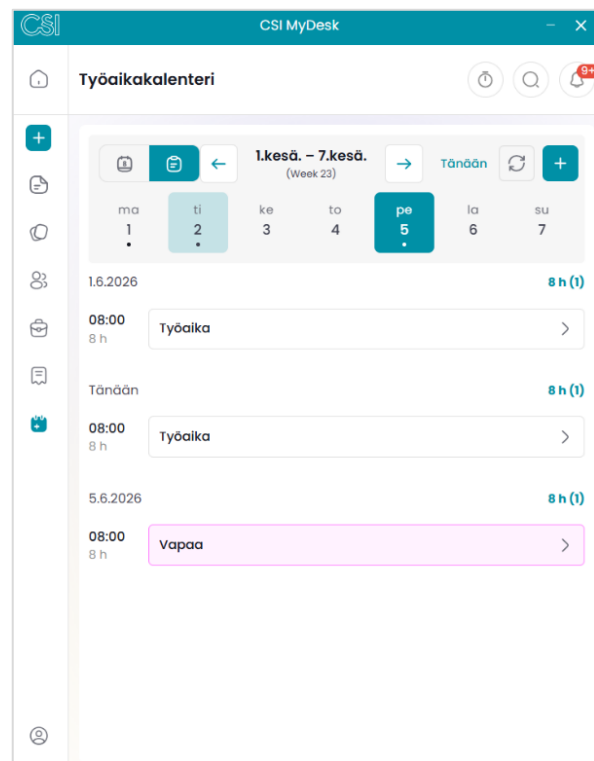 CSI
CSI MyDesk
Työaikakalenteri
9+
1.kesä. – 7.kesä.
(Week 23)
Tänään
ma ti ke to pe la su
1 2 3 4 5 6 7
1.6.2026 8 h (1)
08:00
8 h
Työaika
Tänään 8 h (1)
08:00
8 h
Työaika
5.6.2026 8 h (1)
08:00
8 h
Vapaa